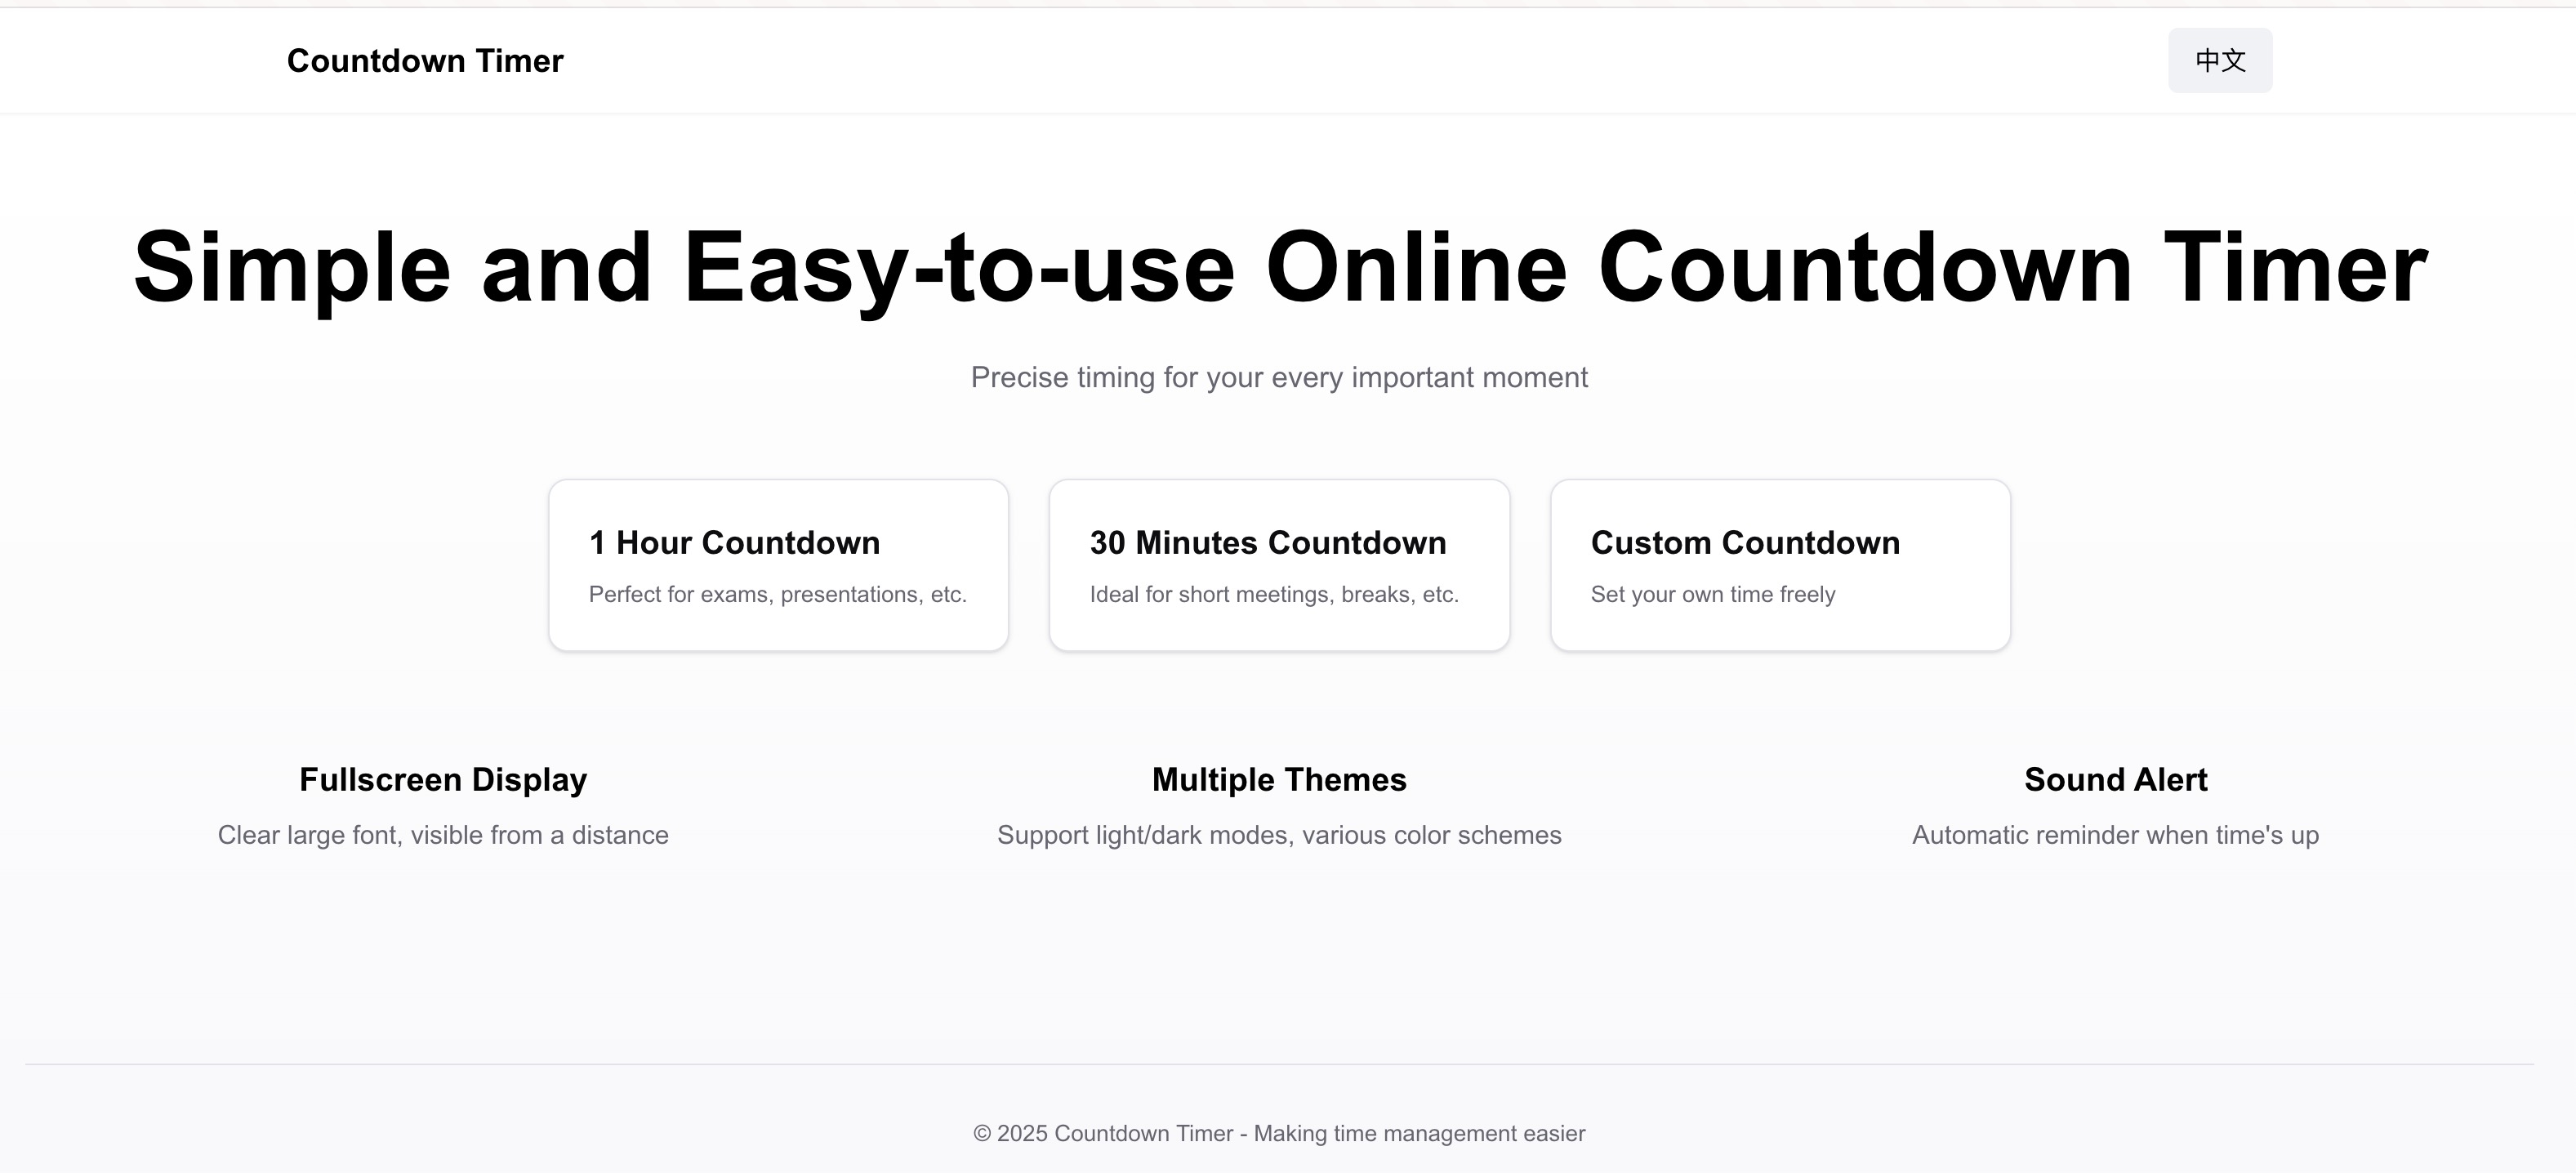 Countdown Timer
中文
Simple and Easy-to-use Online Countdown Timer
Precise timing for your every important moment
1 Hour Countdown
Perfect for exams, presentations, etc.
30 Minutes Countdown
Ideal for short meetings, breaks, etc.
Custom Countdown
Set your own time freely
Fullscreen Display
Clear large font, visible from a distance
Multiple Themes
Support light/dark modes, various color schemes
Sound Alert
Automatic reminder when time's up
© 2025 Countdown Timer - Making time management easier